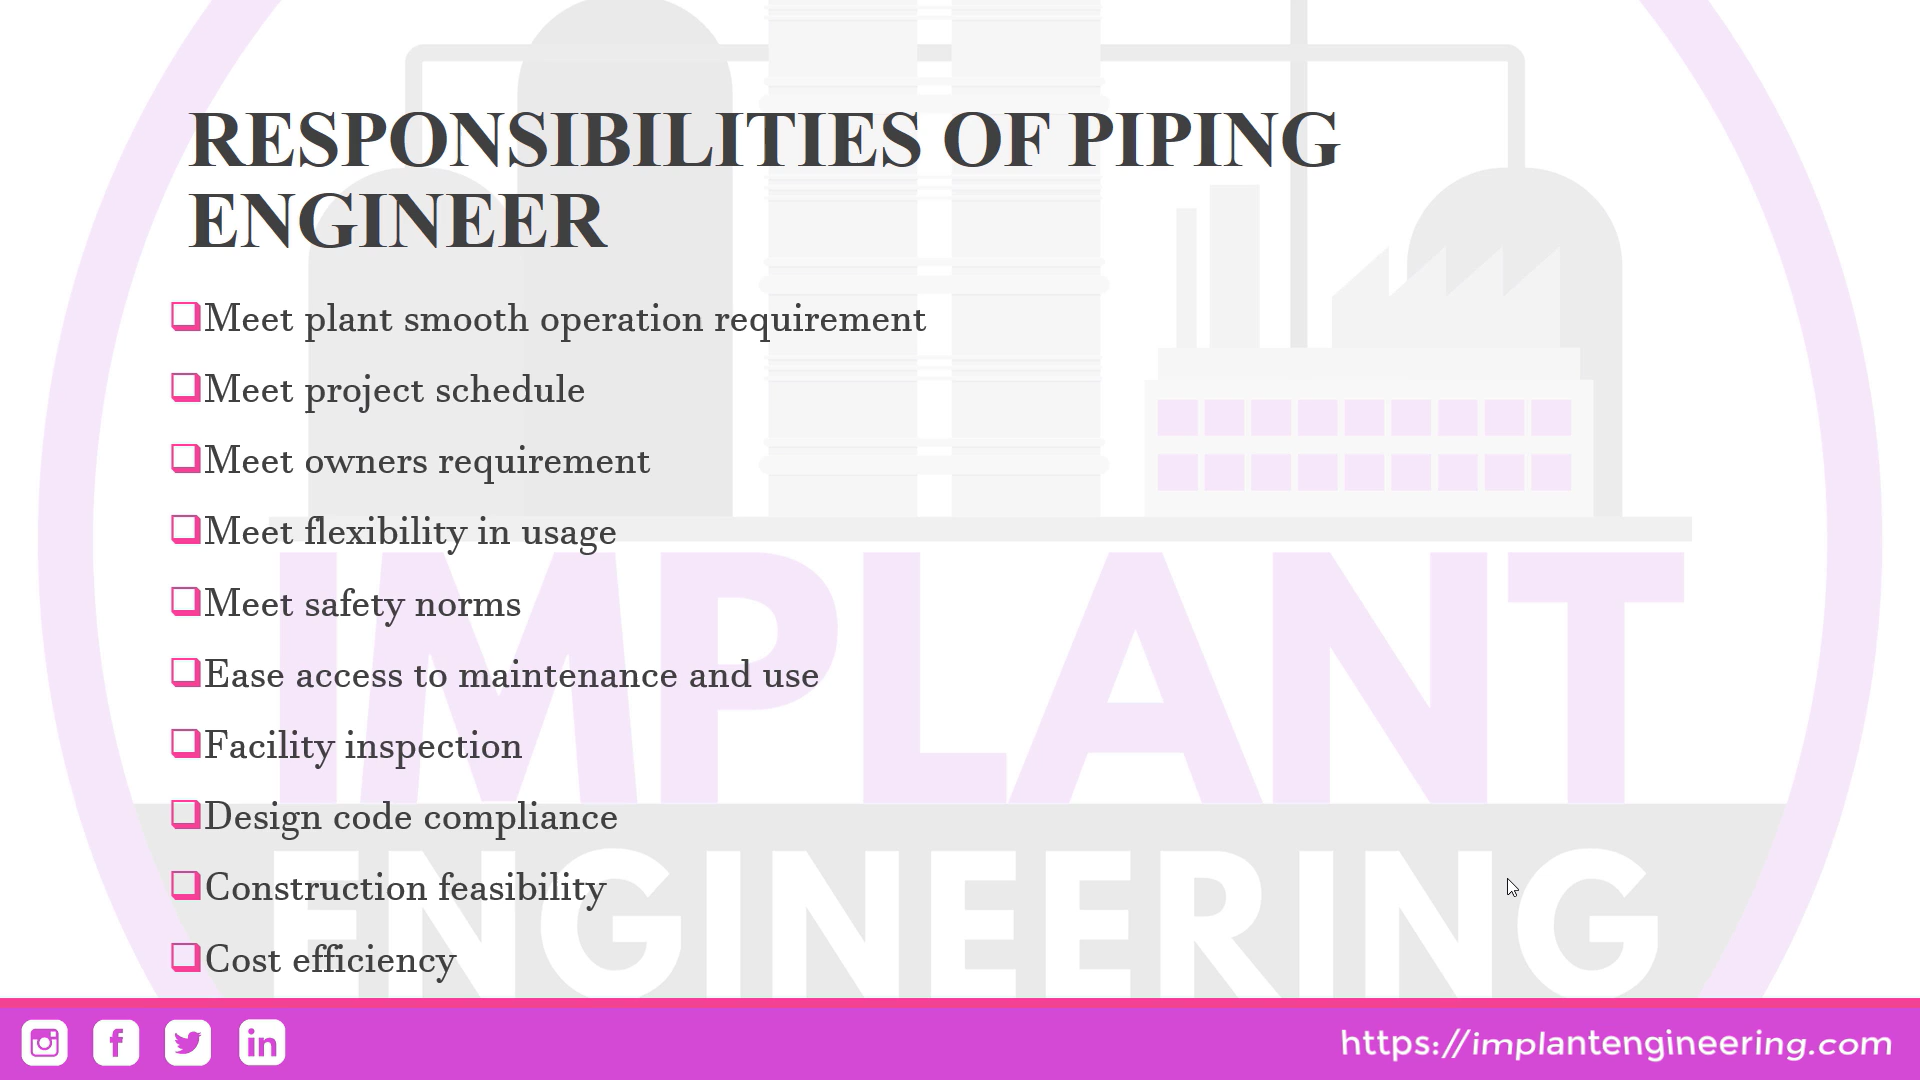 RESPONSIBILITIES OF PIPING
ENGINEER
Meet plant smooth operation requirement
Meet project schedule
Meet owners requirement
Meet flexibility in usage
Meet safety norms
Ease access to maintenance and use
Facility inspection
Design code compliance
Construction feasibility
Cost efficiency
IMPLANT
ENGINEERING
https://implantengineering.com